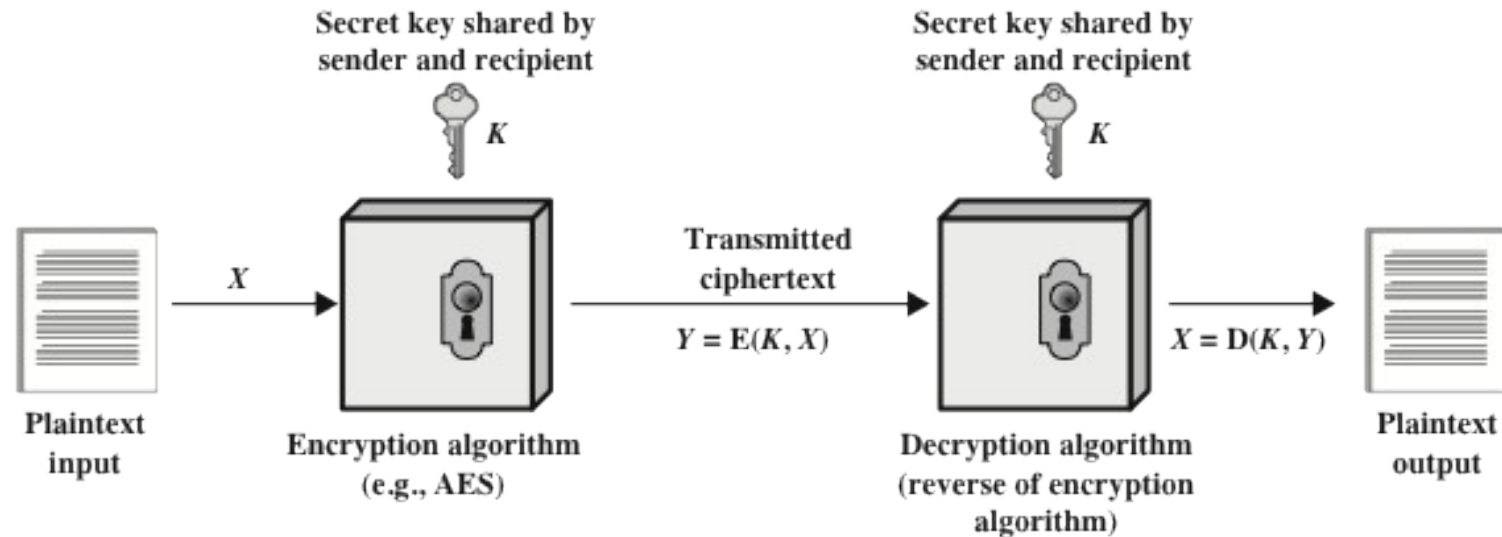 Secret key shared by
sender and recipient
K
Secret key shared by
sender and recipient
K
X
Transmitted
ciphertext
Y = E(K, X)
X = D(K, Y)
Plaintext
input
Encryption algorithm
(e.g., AES)
Decryption algorithm
(reverse of encryption
algorithm)
Plaintext
output